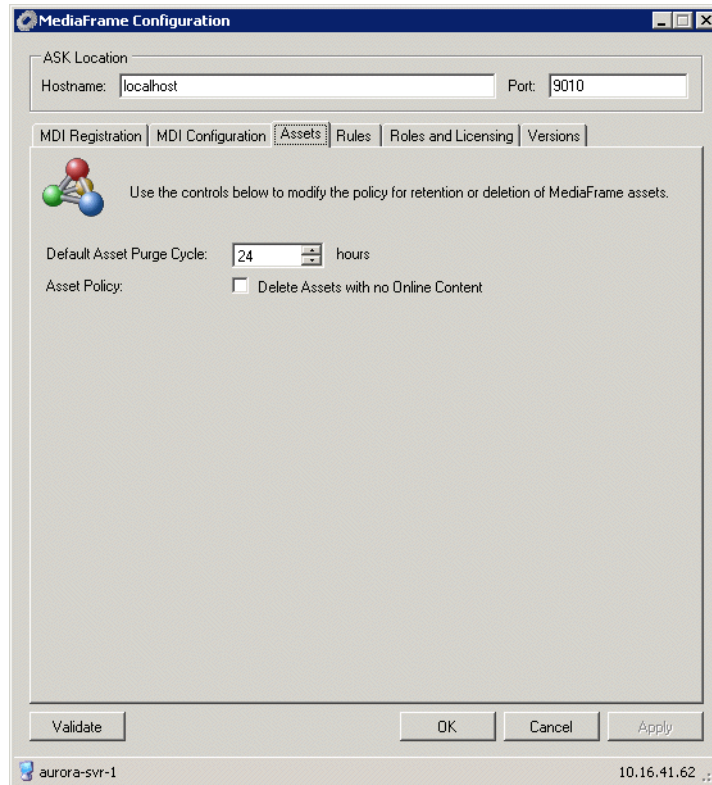 MediaFrame Configuration
ASK Location
Hostname: localhost Port: 9010
MDI Registration MDI Configuration Assets Rules Roles and Licensing Versions
Use the controls below to modify the policy for retention or deletion of MediaFrame assets.
Default Asset Purge Cycle: 24 hours
Asset Policy: Delete Assets with no Online Content
Validate OK Cancel Apply
aurora-svr-1 10.16.41.62